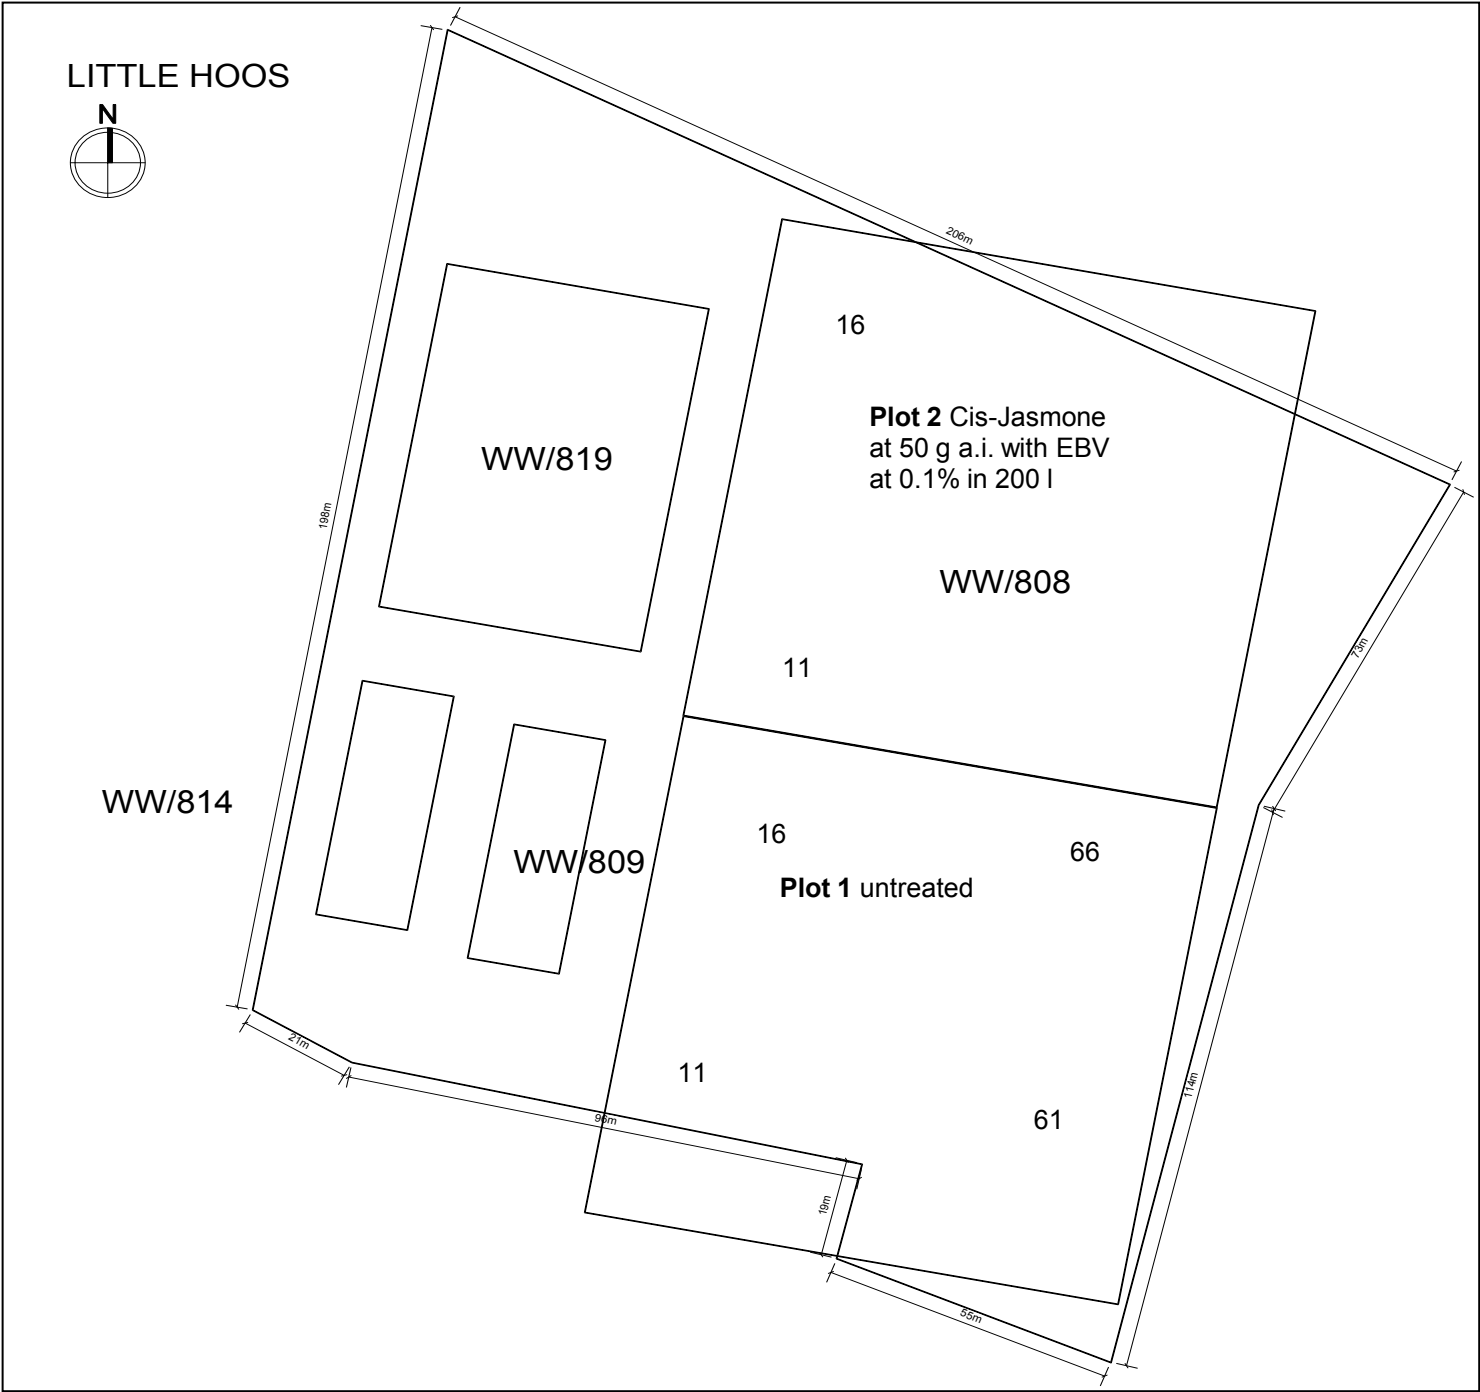 LITTLE HOOS
N
206m
16
Plot 2 Cis-Jasmone
at 50 g a.i. with EBV
at 0.1% in 200 l
WW/819
198m
WW/808
73m
11
WW/814
16
66
WW/809
Plot 1 untreated
21m
11
114m
96m
61
19m
55m